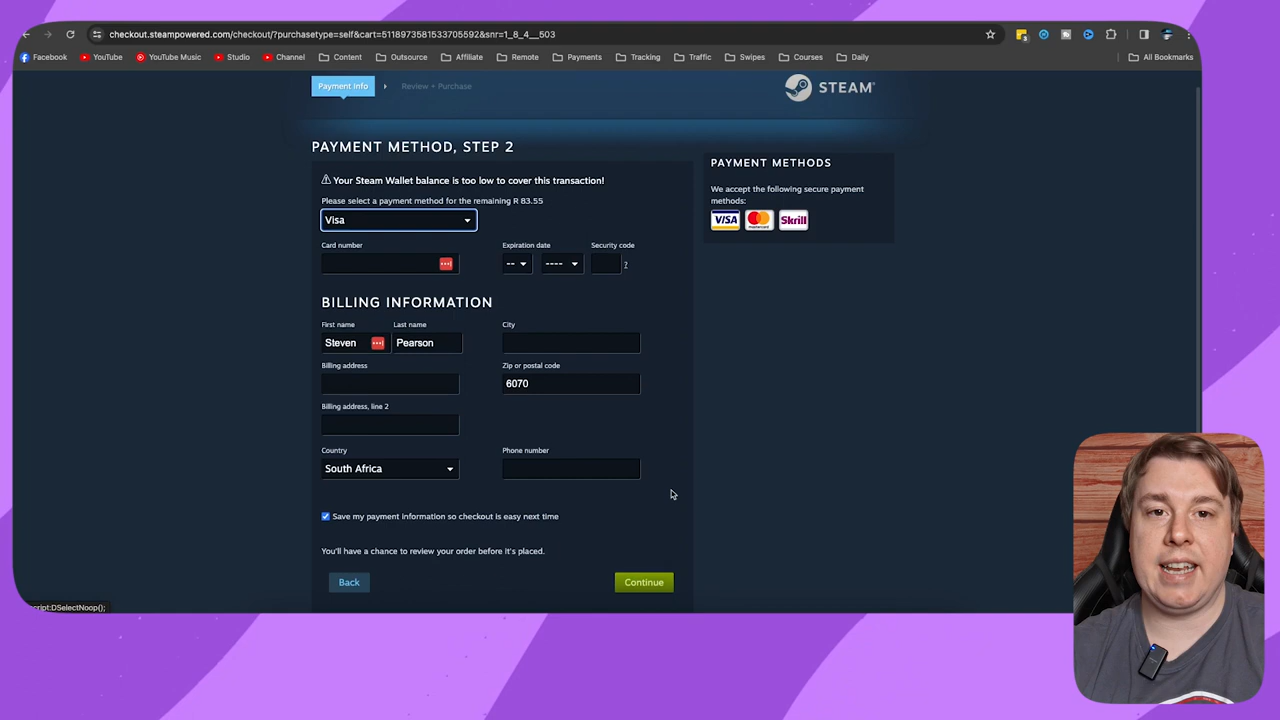 checkout.steampowered.com/checkout/?purchasetype=self&cart=5118973581533705592&snr=1_8_4__503
Facebook YouTube YouTube Music Studio Channel Content Outsource Affiliate Remote Payments Tracking Traffic Swipes Courses Daily All Bookmarks
Payment Info Review + Purchase
STEAM
PAYMENT METHOD, STEP 2
Your Steam Wallet balance is too low to cover this transaction!
Please select a payment method for the remaining R 83.55
Visa
Card number Expiration date Security code
-- ---- ?
BILLING INFORMATION
First name Last name City
Steven Pearson
Billing address Zip or postal code
6070
Billing address, line 2
Country Phone number
South Africa
Save my payment information so checkout is easy next time
You'll have a chance to review your order before it's placed.
Back Continue
PAYMENT METHODS
We accept the following secure payment
methods:
VISA mastercard Skrill
script:DSelectNoop();